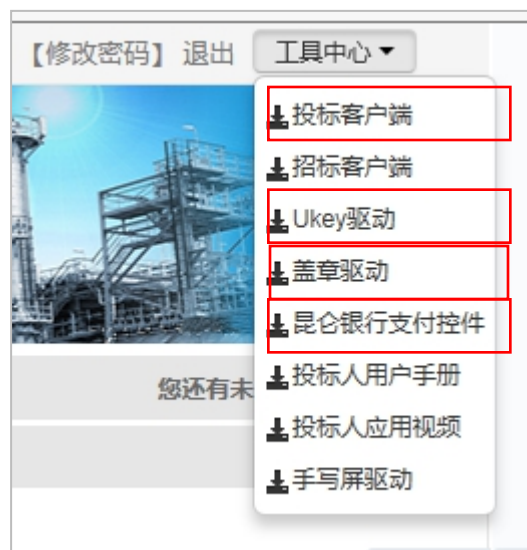 【修改密码】 退出 工具中心
投标客户端
招标客户端
Ukey驱动
盖章驱动
昆仑银行支付控件
您还有未
投标人用户手册
投标人应用视频
手写屏驱动